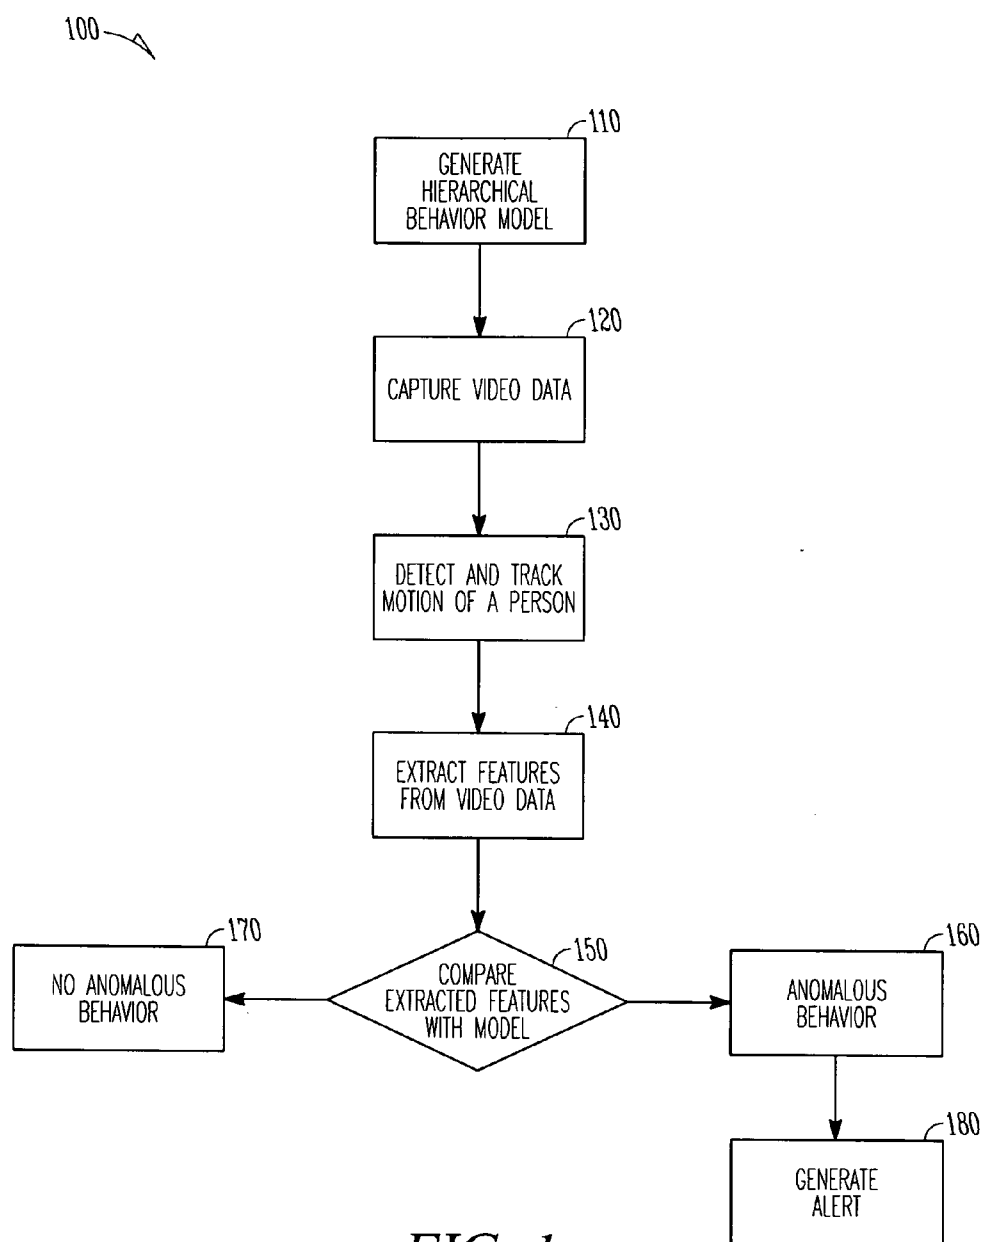 100
110
GENERATE
HIERARCHICAL
BEHAVIOR MODEL
120
CAPTURE VIDEO DATA
130
DETECT AND TRACK
MOTION OF A PERSON
140
EXTRACT FEATURES
FROM VIDEO DATA
150
COMPARE
EXTRACTED FEATURES
WITH MODEL
170
NO ANOMALOUS
BEHAVIOR
160
ANOMALOUS
BEHAVIOR
180
GENERATE
ALERT
FIG. 1